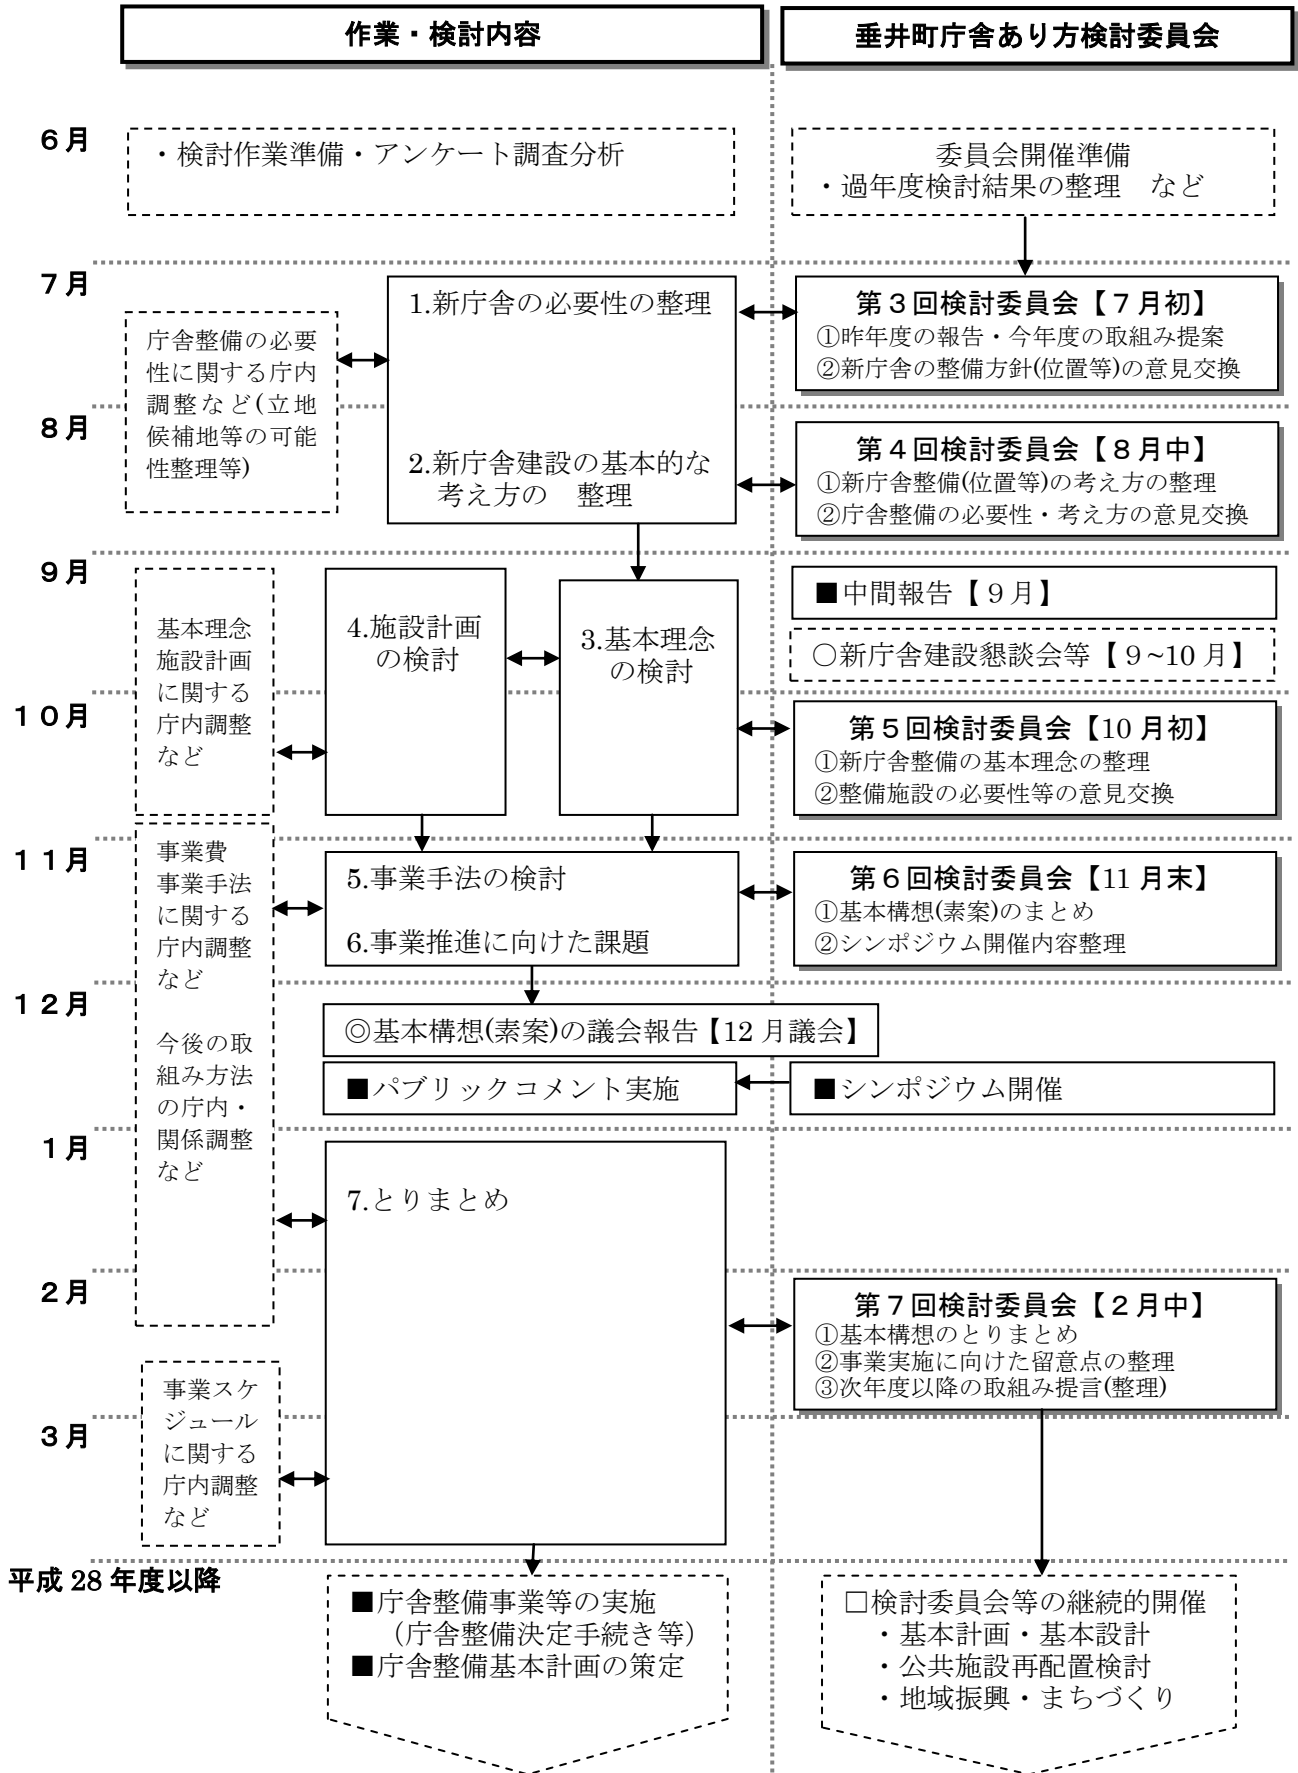 作業・検討内容
垂井町庁舎あり方検討委員会
６月
・検討作業準備・アンケート調査分析
委員会開催準備
・過年度検討結果の整理　など
７月
1.新庁舎の必要性の整理
第３回検討委員会【７月初】
①昨年度の報告・今年度の取組み提案
②新庁舎の整備方針(位置等)の意見交換
庁舎整備の必要
性に関する庁内
調整など(立地
候補地等の可能
性整理等)
８月
2.新庁舎建設の基本的な
考え方の　整理
第４回検討委員会【８月中】
①新庁舎整備(位置等)の考え方の整理
②庁舎整備の必要性・考え方の意見交換
９月
基本理念
施設計画
に関する
庁内調整
など
4.施設計画
の検討
3.基本理念
の検討
■中間報告【９月】
○新庁舎建設懇談会等【９~10 月】
１０月
第５回検討委員会【10 月初】
①新庁舎整備の基本理念の整理
②整備施設の必要性等の意見交換
１１月
事業費
事業手法
に関する
庁内調整
など
今後の取
組み方法
の庁内・
関係調整
など
5.事業手法の検討
6.事業推進に向けた課題
第６回検討委員会【11 月末】
①基本構想(素案)のまとめ
②シンポジウム開催内容整理
１２月
◎基本構想(素案)の議会報告【12 月議会】
■パブリックコメント実施
■シンポジウム開催
１月
7.とりまとめ
２月
第７回検討委員会【２月中】
①基本構想のとりまとめ
②事業実施に向けた留意点の整理
③次年度以降の取組み提言(整理)
事業スケ
ジュール
に関する
庁内調整
など
３月
平成 28 年度以降
■庁舎整備事業等の実施
（庁舎整備決定手続き等）
■庁舎整備基本計画の策定
□検討委員会等の継続的開催
・基本計画・基本設計
・公共施設再配置検討
・地域振興・まちづくり